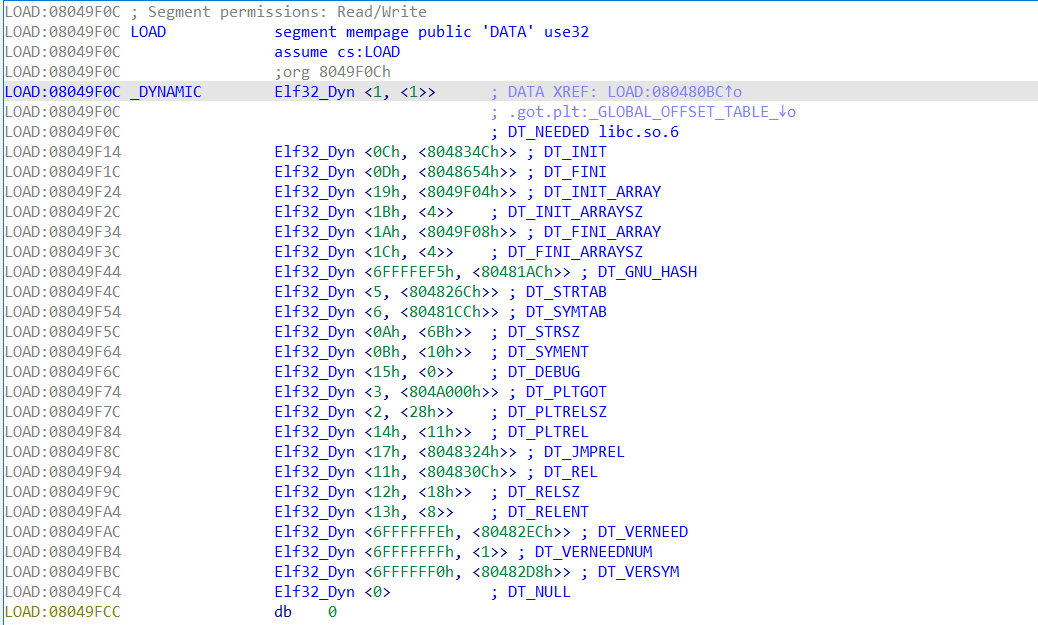 LOAD:08049F0C ; Segment permissions: Read/Write
LOAD:08049F0C LOAD segment mempage public 'DATA' use32
LOAD:08049F0C assume cs:LOAD
LOAD:08049F0C ;org 8049F0Ch
LOAD:08049F0C _DYNAMIC Elf32_Dyn <1, <1>> ; DATA XREF: LOAD:080480BC↑o
LOAD:08049F0C ; .got.plt:_GLOBAL_OFFSET_TABLE_↓o
LOAD:08049F0C ; DT_NEEDED libc.so.6
LOAD:08049F14 Elf32_Dyn <0Ch, <804834Ch>> ; DT_INIT
LOAD:08049F1C Elf32_Dyn <0Dh, <8048654h>> ; DT_FINI
LOAD:08049F24 Elf32_Dyn <19h, <8049F04h>> ; DT_INIT_ARRAY
LOAD:08049F2C Elf32_Dyn <1Bh, <4>> ; DT_INIT_ARRAYSZ
LOAD:08049F34 Elf32_Dyn <1Ah, <8049F08h>> ; DT_FINI_ARRAY
LOAD:08049F3C Elf32_Dyn <1Ch, <4>> ; DT_FINI_ARRAYSZ
LOAD:08049F44 Elf32_Dyn <6FFFFEF5h, <80481ACh>> ; DT_GNU_HASH
LOAD:08049F4C Elf32_Dyn <5, <804826Ch>> ; DT_STRTAB
LOAD:08049F54 Elf32_Dyn <6, <80481CCh>> ; DT_SYMTAB
LOAD:08049F5C Elf32_Dyn <0Ah, <6Bh>> ; DT_STRSZ
LOAD:08049F64 Elf32_Dyn <0Bh, <10h>> ; DT_SYMENT
LOAD:08049F6C Elf32_Dyn <15h, <0>> ; DT_DEBUG
LOAD:08049F74 Elf32_Dyn <3, <804A000h>> ; DT_PLTGOT
LOAD:08049F7C Elf32_Dyn <2, <28h>> ; DT_PLTRELSZ
LOAD:08049F84 Elf32_Dyn <14h, <11h>> ; DT_PLTREL
LOAD:08049F8C Elf32_Dyn <17h, <8048324h>> ; DT_JMPREL
LOAD:08049F94 Elf32_Dyn <11h, <804830Ch>> ; DT_REL
LOAD:08049F9C Elf32_Dyn <12h, <18h>> ; DT_RELSZ
LOAD:08049FA4 Elf32_Dyn <13h, <8>> ; DT_RELENT
LOAD:08049FAC Elf32_Dyn <6FFFFFFEh, <80482ECh>> ; DT_VERNEED
LOAD:08049FB4 Elf32_Dyn <6FFFFFFFh, <1>> ; DT_VERNEEDNUM
LOAD:08049FBC Elf32_Dyn <6FFFFFF0h, <80482D8h>> ; DT_VERSYM
LOAD:08049FC4 Elf32_Dyn <0> ; DT_NULL
LOAD:08049FCC db 0